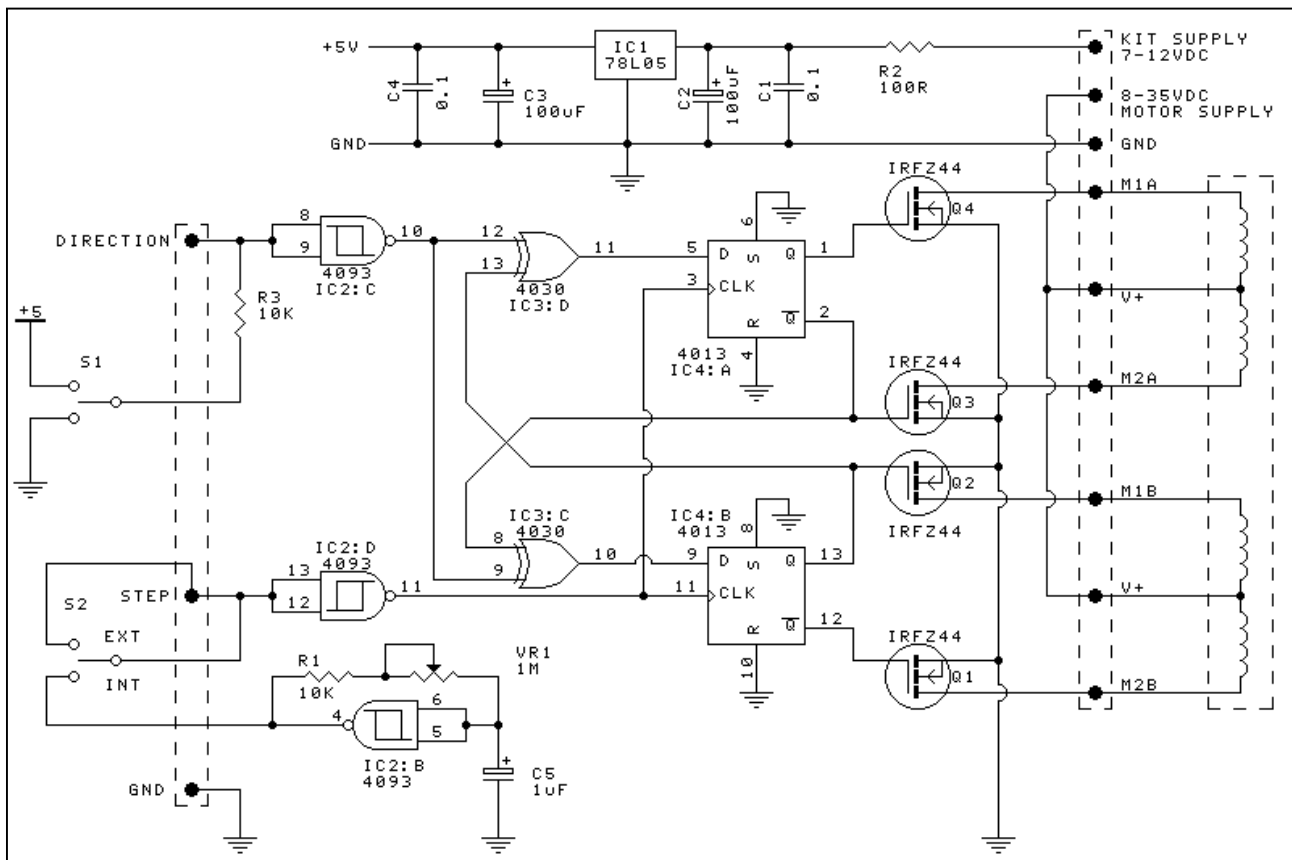 +5V
IC1
78L05
KIT SUPPLY
7-12VDC
R2
100R
C4
0.1
+
C3
100uF
C2
+
100uF
C1
0.1
8-35VDC
MOTOR SUPPLY
GND
GND
IRFZ44
M1A
Q4
DIRECTION
8
9
10
4093
IC2:C
12
13
11
4030
IC3:D
5
3
6
D
S
Q
CLK
R
Q
1
2
4
4013
IC4:A
V+
R3
10K
+5
S1
IRFZ44
M2A
Q3
Q2
M1B
IRFZ44
IC3:C
4030
8
9
10
IC4:B
4013
8
9
11
D
S
Q
CLK
R
Q
13
12
10
IC2:D
4093
13
12
11
STEP
S2
EXT
INT
V+
IRFZ44
Q1
M2B
R1
10K
VR1
1M
4
6
5
IC2:B
4093
+
C5
1uF
GND